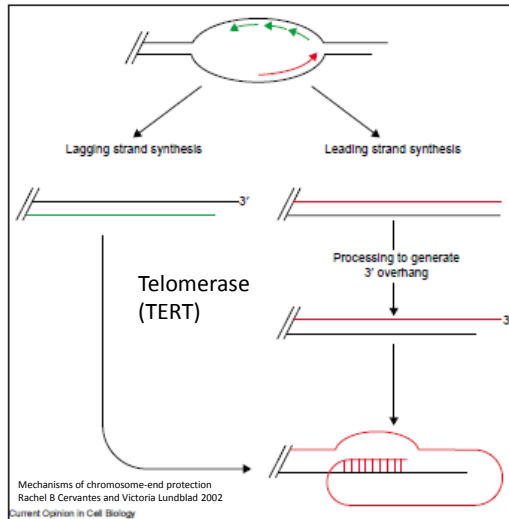 Lagging strand synthesis
Leading strand synthesis
3'
Processing to generate
3' overhang
Telomerase
(TERT)
3'
Mechanisms of chromosome-end protection
Rachel B Cervantes and Victoria Lundblad 2002
Current Opinion in Cell Biology